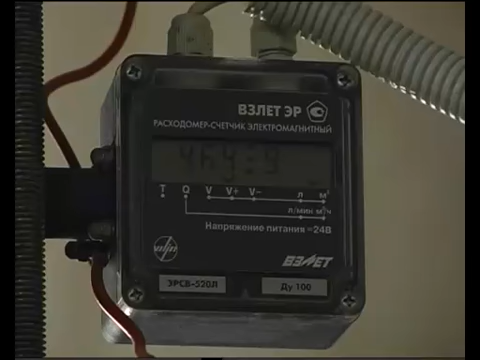 ВЗЛЕТ ЭР
РАСХОДОМЕР-СЧЕТЧИК ЭЛЕКТРОМАГНИТНЫЙ
T Q V V+ V− л м³
л/мин м³/ч
Напряжение питания =24В
ВЗЛЕТ
ЭРСВ-520Л Ду 100